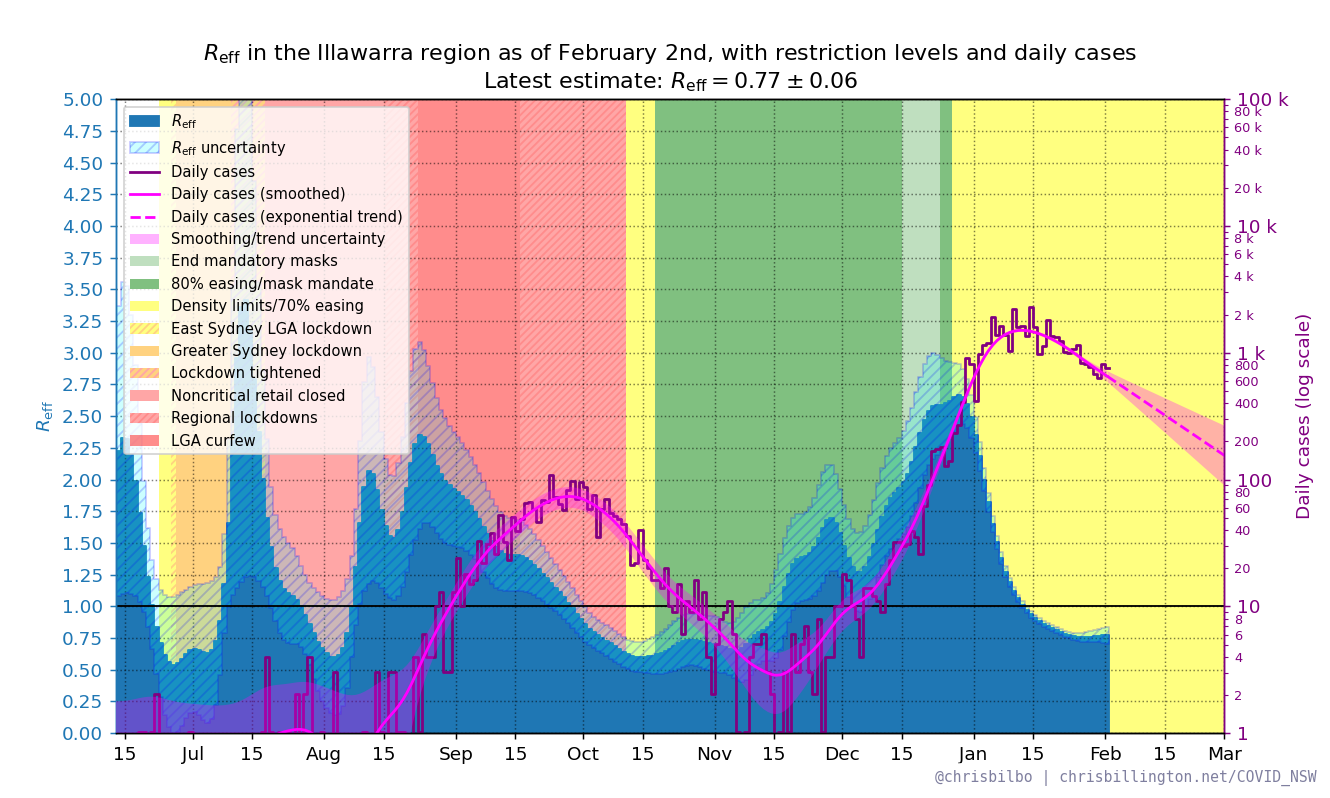 Reff in the Illawarra region as of February 2nd, with restriction levels and daily cases
Latest estimate: Reff = 0.77 ± 0.06
Reff
Reff uncertainty
Daily cases
Daily cases (smoothed)
Daily cases (exponential trend)
Smoothing/trend uncertainty
End mandatory masks
80% easing/mask mandate
Density limits/70% easing
East Sydney LGA lockdown
Greater Sydney lockdown
Lockdown tightened
Noncritical retail closed
Regional lockdowns
LGA curfew
Reff
5.00
4.75
4.50
4.25
4.00
3.75
3.50
3.25
3.00
2.75
2.50
2.25
2.00
1.75
1.50
1.25
1.00
0.75
0.50
0.25
0.00
15 Jul 15 Aug 15 Sep 15 Oct 15 Nov 15 Dec 15 Jan 15 Feb 15 Mar
100 k
80 k
60 k
40 k
20 k
10 k
8 k
6 k
4 k
2 k
1 k
800
600
400
200
100
80
60
40
20
10
8
6
4
2
1
Daily cases (log scale)
@chrisbilbo | chrisbillington.net/COVID_NSW